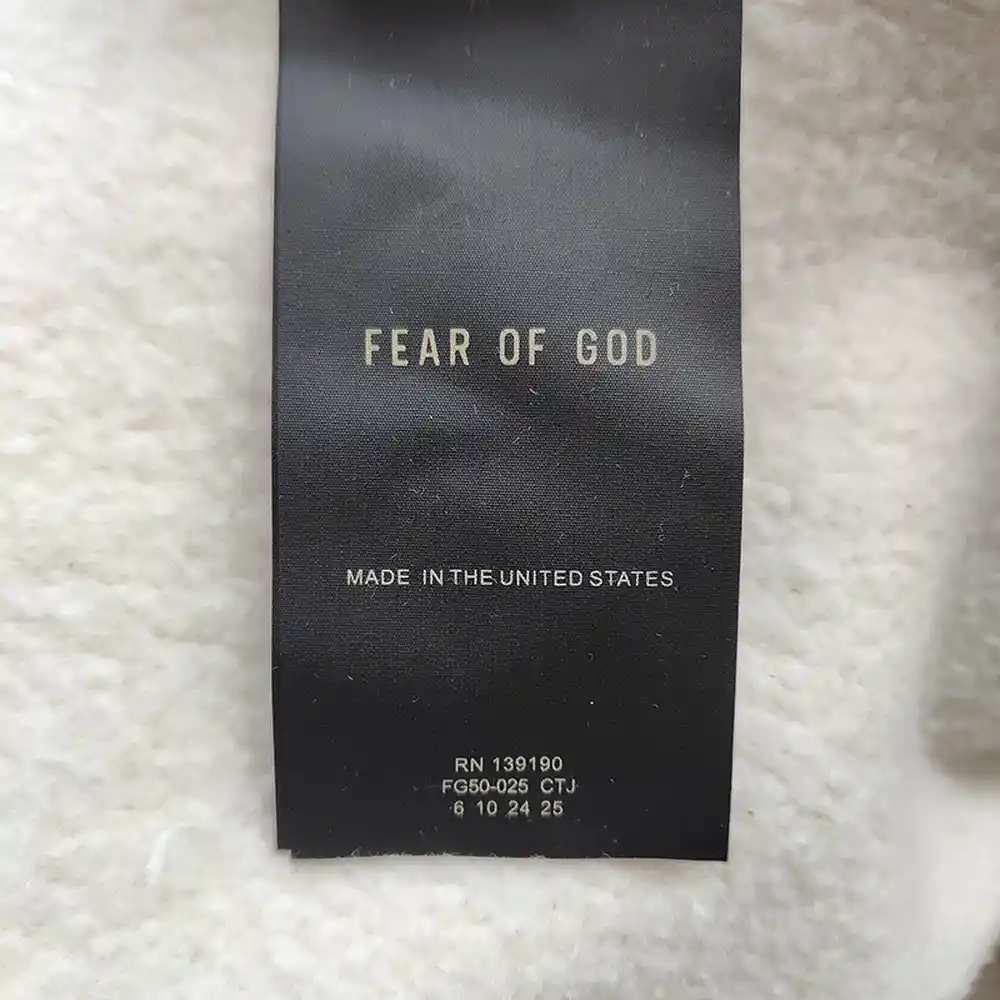 FEAR OF GOD
MADE IN THE UNITED STATES
RN 139190
FG50-025 CTJ
6 10 24 25